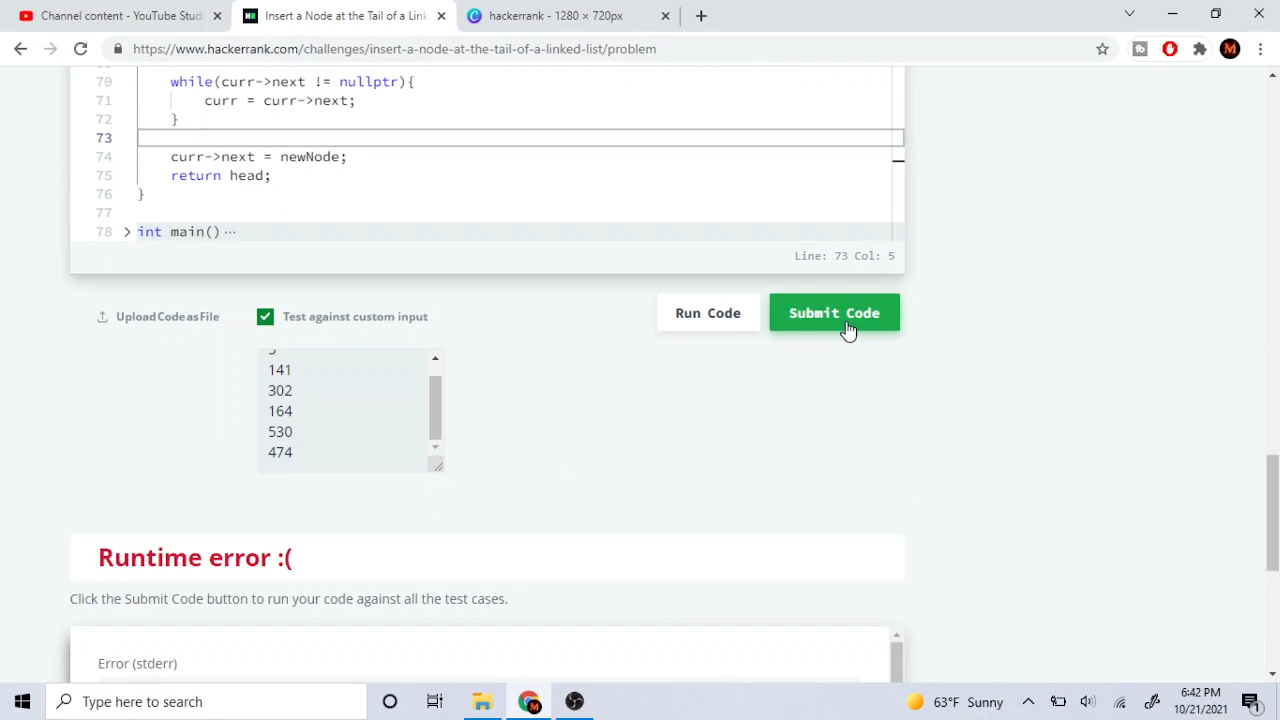 Channel content - YouTube Studi
Insert a Node at the Tail of a Link
hackerrank - 1280 × 720px
https://www.hackerrank.com/challenges/insert-a-node-at-the-tail-of-a-linked-list/problem
70 while(curr->next != nullptr){
71 curr = curr->next;
72 }
73
74 curr->next = newNode;
75 return head;
76 }
77
78 int main() ...
Line: 73 Col: 5
Upload Code as File
Test against custom input
Run Code
Submit Code
141
302
164
530
474
Runtime error :(
Click the Submit Code button to run your code against all the test cases.
Error (stderr)
Type here to search
M
63°F Sunny
6:42 PM
10/21/2021
1